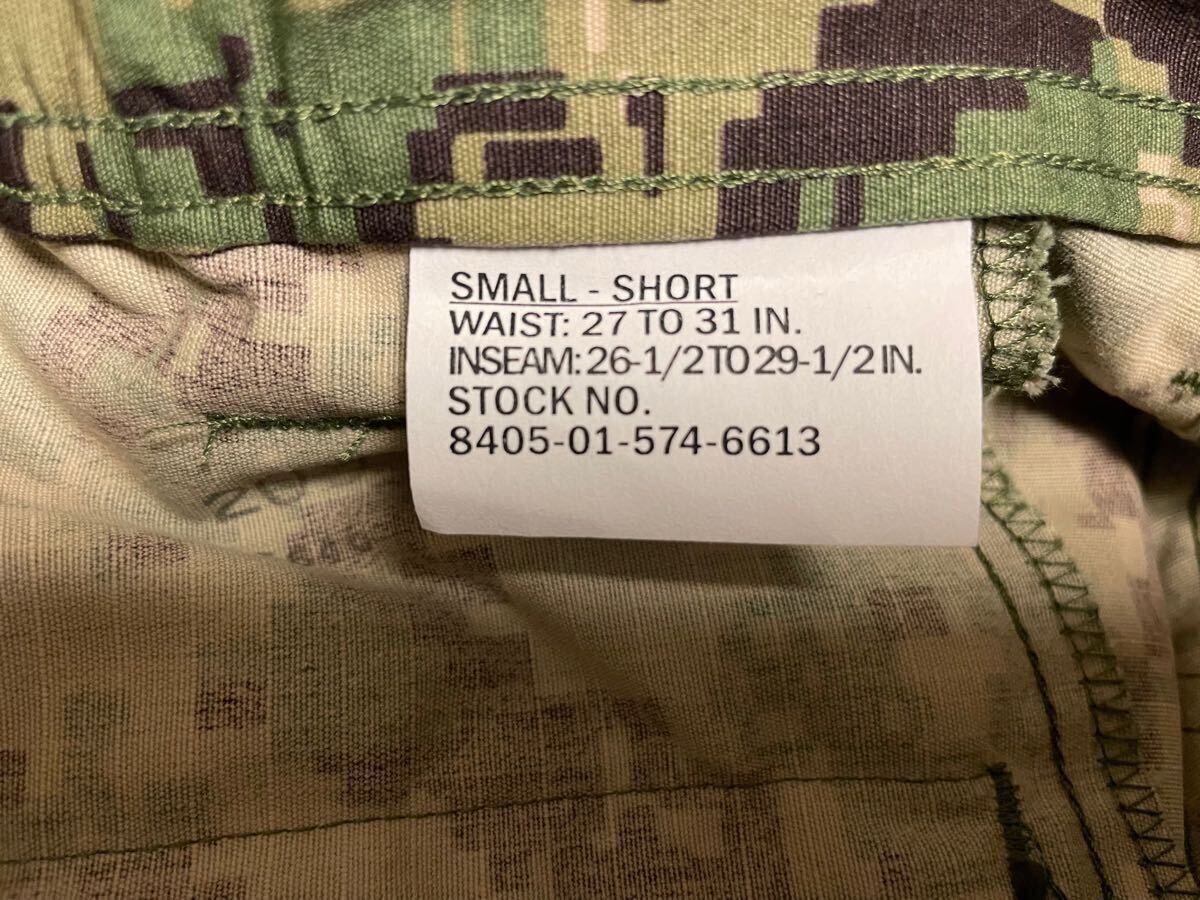 SMALL - SHORT
WAIST: 27 TO 31 IN.
INSEAM: 26-1/2 TO 29-1/2 IN.
STOCK NO.
8405-01-574-6613